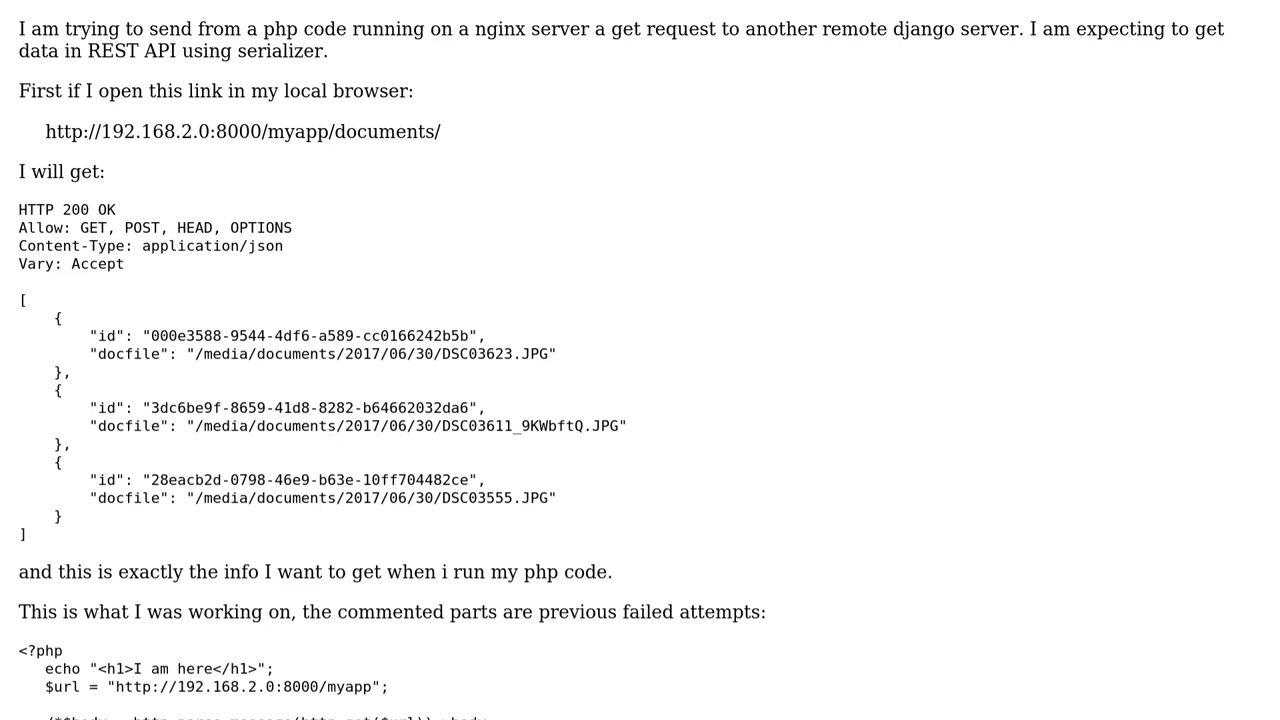 I am trying to send from a php code running on a nginx server a get request to another remote django server. I am expecting to get
data in REST API using serializer.
First if I open this link in my local browser:
http://192.168.2.0:8000/myapp/documents/
I will get:
HTTP 200 OK
Allow: GET, POST, HEAD, OPTIONS
Content-Type: application/json
Vary: Accept
[
    {
        "id": "000e3588-9544-4df6-a589-cc0166242b5b",
        "docfile": "/media/documents/2017/06/30/DSC03623.JPG"
    },
    {
        "id": "3dc6be9f-8659-41d8-8282-b64662032da6",
        "docfile": "/media/documents/2017/06/30/DSC03611_9KWbftQ.JPG"
    },
    {
        "id": "28eacb2d-0798-46e9-b63e-10ff704482ce",
        "docfile": "/media/documents/2017/06/30/DSC03555.JPG"
    }
]
and this is exactly the info I want to get when i run my php code.
This is what I was working on, the commented parts are previous failed attempts:
<?php
   echo "<h1>I am here</h1>";
   $url = "http://192.168.2.0:8000/myapp";